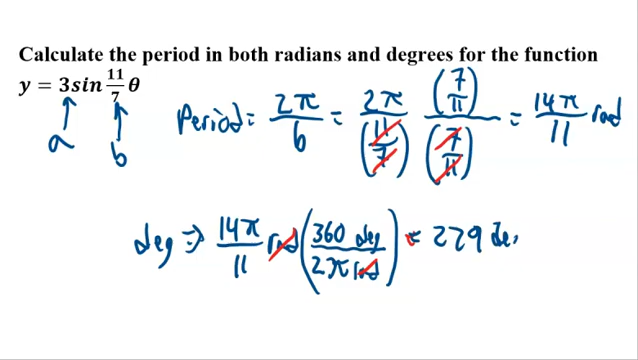 Calculate the period in both radians and degrees for the function
y = 3sin 11/7 θ
a b
Period = 2π/b = 2π/(11/7) (7/11)/(7/11) = 14π/11 rad
deg => 14π/11 rad (360 deg/2π rad) = 229 de